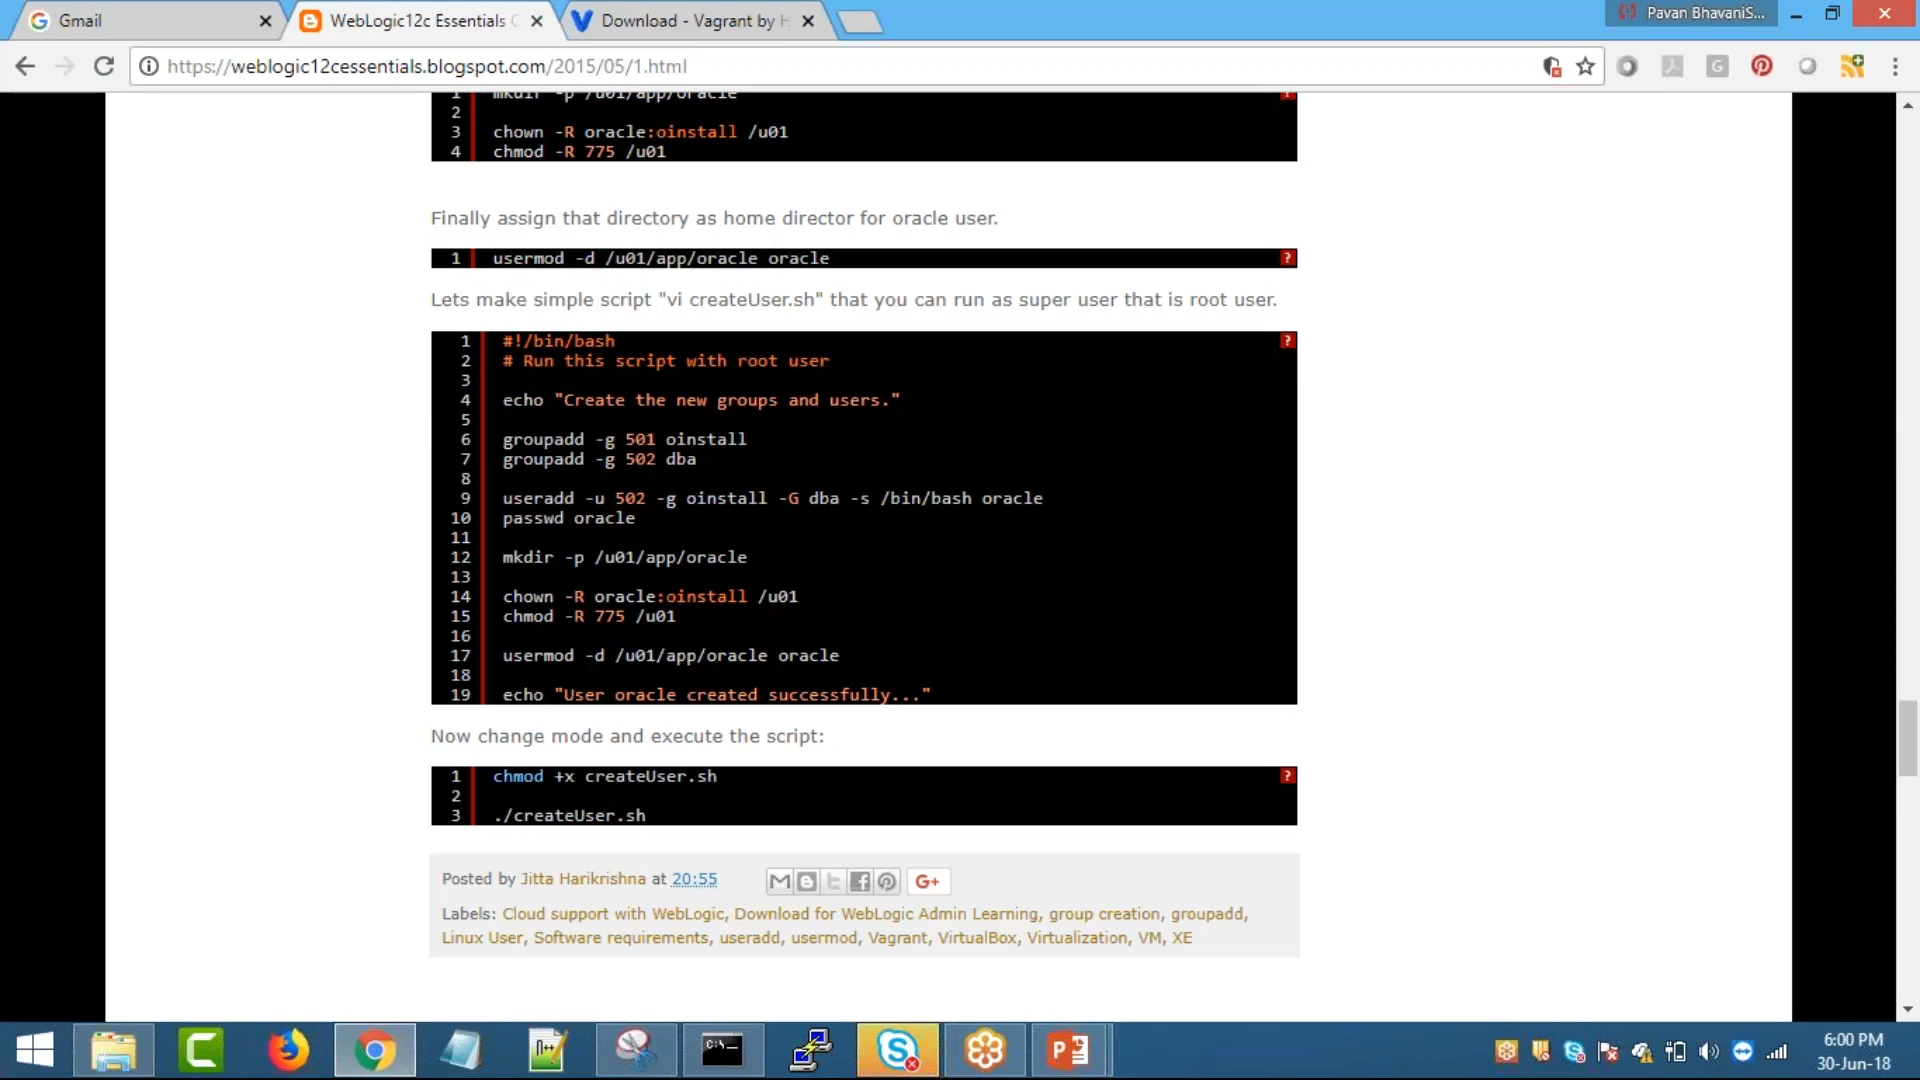 Gmail
WebLogic12c Essentials
Download - Vagrant by H
Pavan BhavaniS...
https://weblogic12cessentials.blogspot.com/2015/05/1.html
1 mkdir -p /u01/app/oracle
2
3 chown -R oracle:oinstall /u01
4 chmod -R 775 /u01
Finally assign that directory as home director for oracle user.
1 usermod -d /u01/app/oracle oracle
?
Lets make simple script "vi createUser.sh" that you can run as super user that is root user.
1 #!/bin/bash
?
2 # Run this script with root user
3
4 echo "Create the new groups and users."
5
6 groupadd -g 501 oinstall
7 groupadd -g 502 dba
8
9 useradd -u 502 -g oinstall -G dba -s /bin/bash oracle
10 passwd oracle
11
12 mkdir -p /u01/app/oracle
13
14 chown -R oracle:oinstall /u01
15 chmod -R 775 /u01
16
17 usermod -d /u01/app/oracle oracle
18
19 echo "User oracle created successfully..."
Now change mode and execute the script:
1 chmod +x createUser.sh
?
2
3 ./createUser.sh
Posted by Jitta Harikrishna at 20:55
G+
Labels: Cloud support with WebLogic, Download for WebLogic Admin Learning, group creation, groupadd,
Linux User, Software requirements, useradd, usermod, Vagrant, VirtualBox, Virtualization, VM, XE
6:00 PM
30-Jun-18